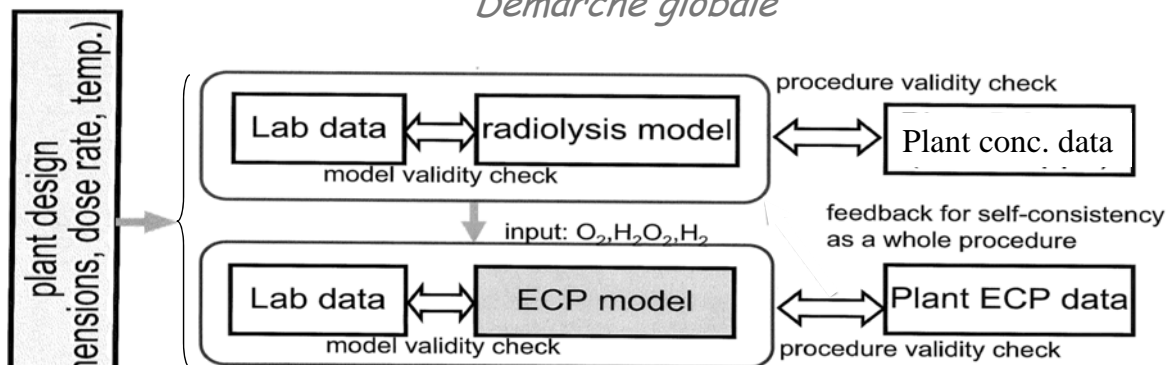 Démarche globale
plant design
mensions, dose rate, temp.)
procedure validity check
Lab data
radiolysis model
Plant conc. data
model validity check
feedback for self-consistency
as a whole procedure
input: O₂,H₂O₂,H₂
Lab data
ECP model
Plant ECP data
model validity check
procedure validity check